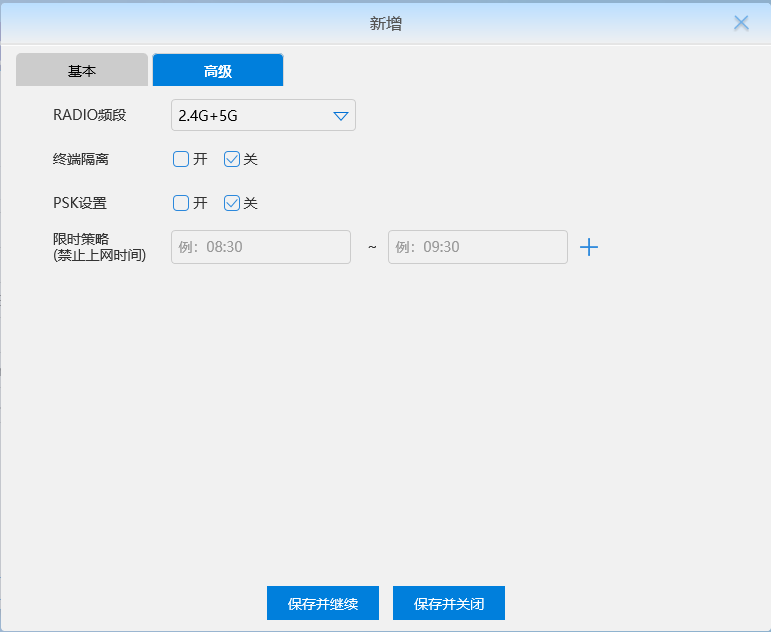 新增
基本 高级
RADIO频段 2.4G+5G
终端隔离 开 关
PSK设置 开 关
限时策略
(禁止上网时间) 例：08:30 ~ 例：09:30
保存并继续 保存并关闭